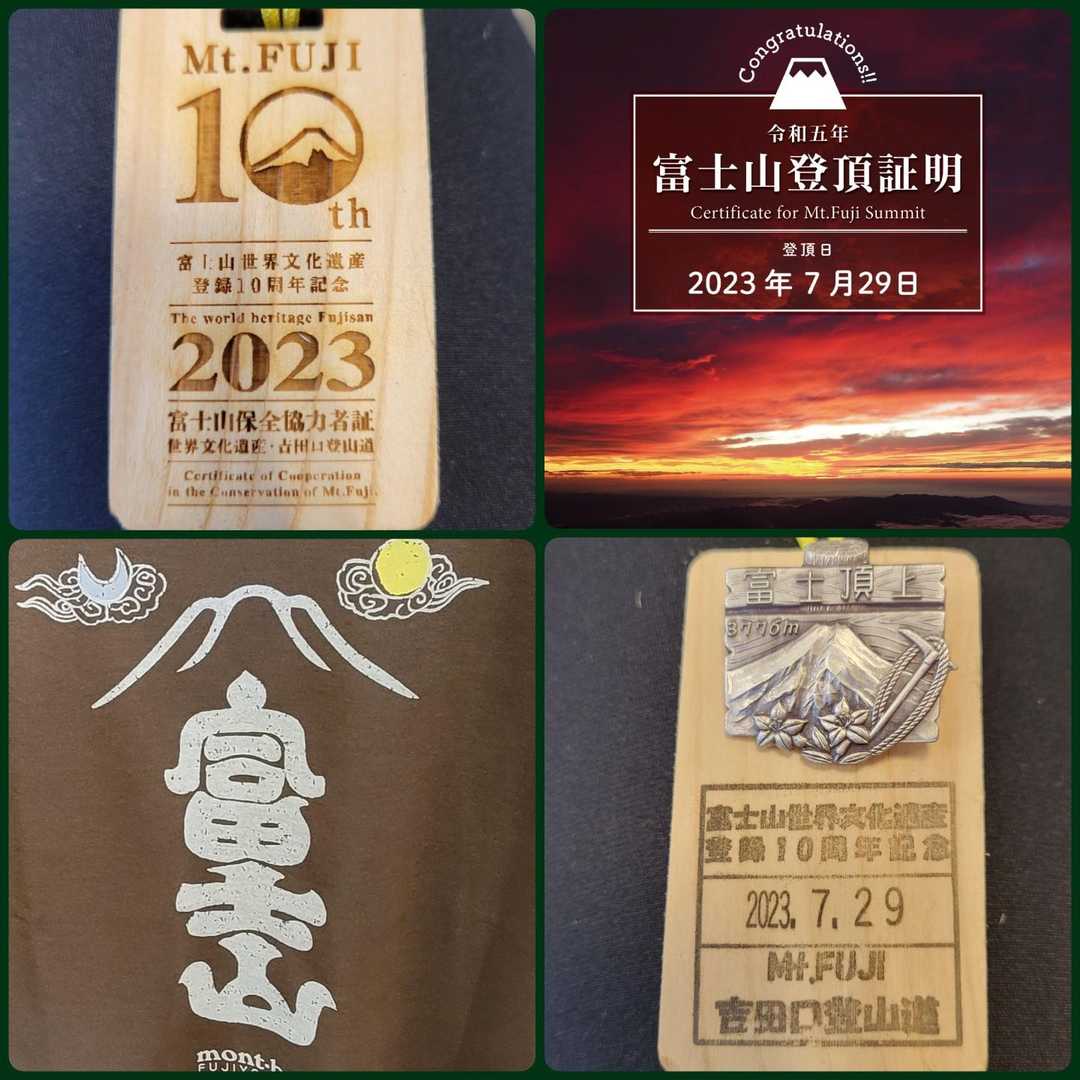 Mt.FUJI
10th
富士山世界文化遺産
登録10周年記念
The world heritage Fujisan
2023
富士山保全協力者証
世界文化遺産・吉田口登山道
Certificate of Cooperation
in the Conservation of Mt.Fuji.
Congratulations!!
令和五年
富士山登頂証明
Certificate for Mt.Fuji Summit
登頂日
2023年7月29日
富士山
富士頂上
3776m
富士山世界文化遺産
登録10周年記念
2023.7.29
Mt.FUJI
吉田口登山道